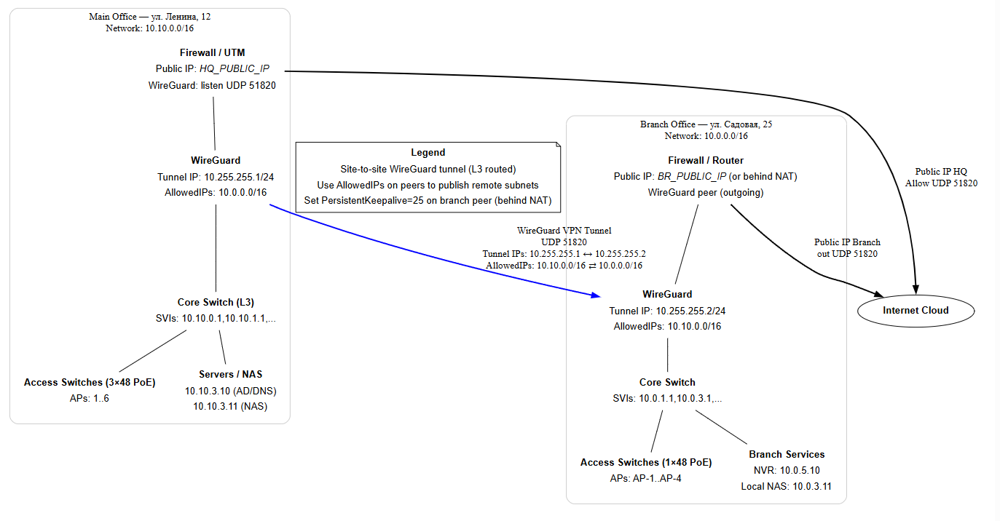 Main Office — ул. Ленина, 12
Network: 10.10.0.0/16
Firewall / UTM
Public IP: HQ_PUBLIC_IP
WireGuard: listen UDP 51820
WireGuard
Tunnel IP: 10.255.255.1/24
AllowedIPs: 10.0.0.0/16
Core Switch (L3)
SVIs: 10.10.0.1,10.10.1.1,...
Access Switches (3×48 PoE)
APs: 1..6
Servers / NAS
10.10.3.10 (AD/DNS)
10.10.3.11 (NAS)
Legend
Site-to-site WireGuard tunnel (L3 routed)
Use AllowedIPs on peers to publish remote subnets
Set PersistentKeepalive=25 on branch peer (behind NAT)
WireGuard VPN Tunnel
UDP 51820
Tunnel IPs: 10.255.255.1 ↔ 10.255.255.2
AllowedIPs: 10.10.0.0/16 ⇄ 10.0.0.0/16
Branch Office — ул. Садовая, 25
Network: 10.0.0.0/16
Firewall / Router
Public IP: BR_PUBLIC_IP (or behind NAT)
WireGuard peer (outgoing)
WireGuard
Tunnel IP: 10.255.255.2/24
AllowedIPs: 10.10.0.0/16
Core Switch
SVIs: 10.0.1.1,10.0.3.1,...
Access Switches (1×48 PoE)
APs: AP-1..AP-4
Branch Services
NVR: 10.0.5.10
Local NAS: 10.0.3.11
Public IP HQ
Allow UDP 51820
Public IP Branch
out UDP 51820
Internet Cloud